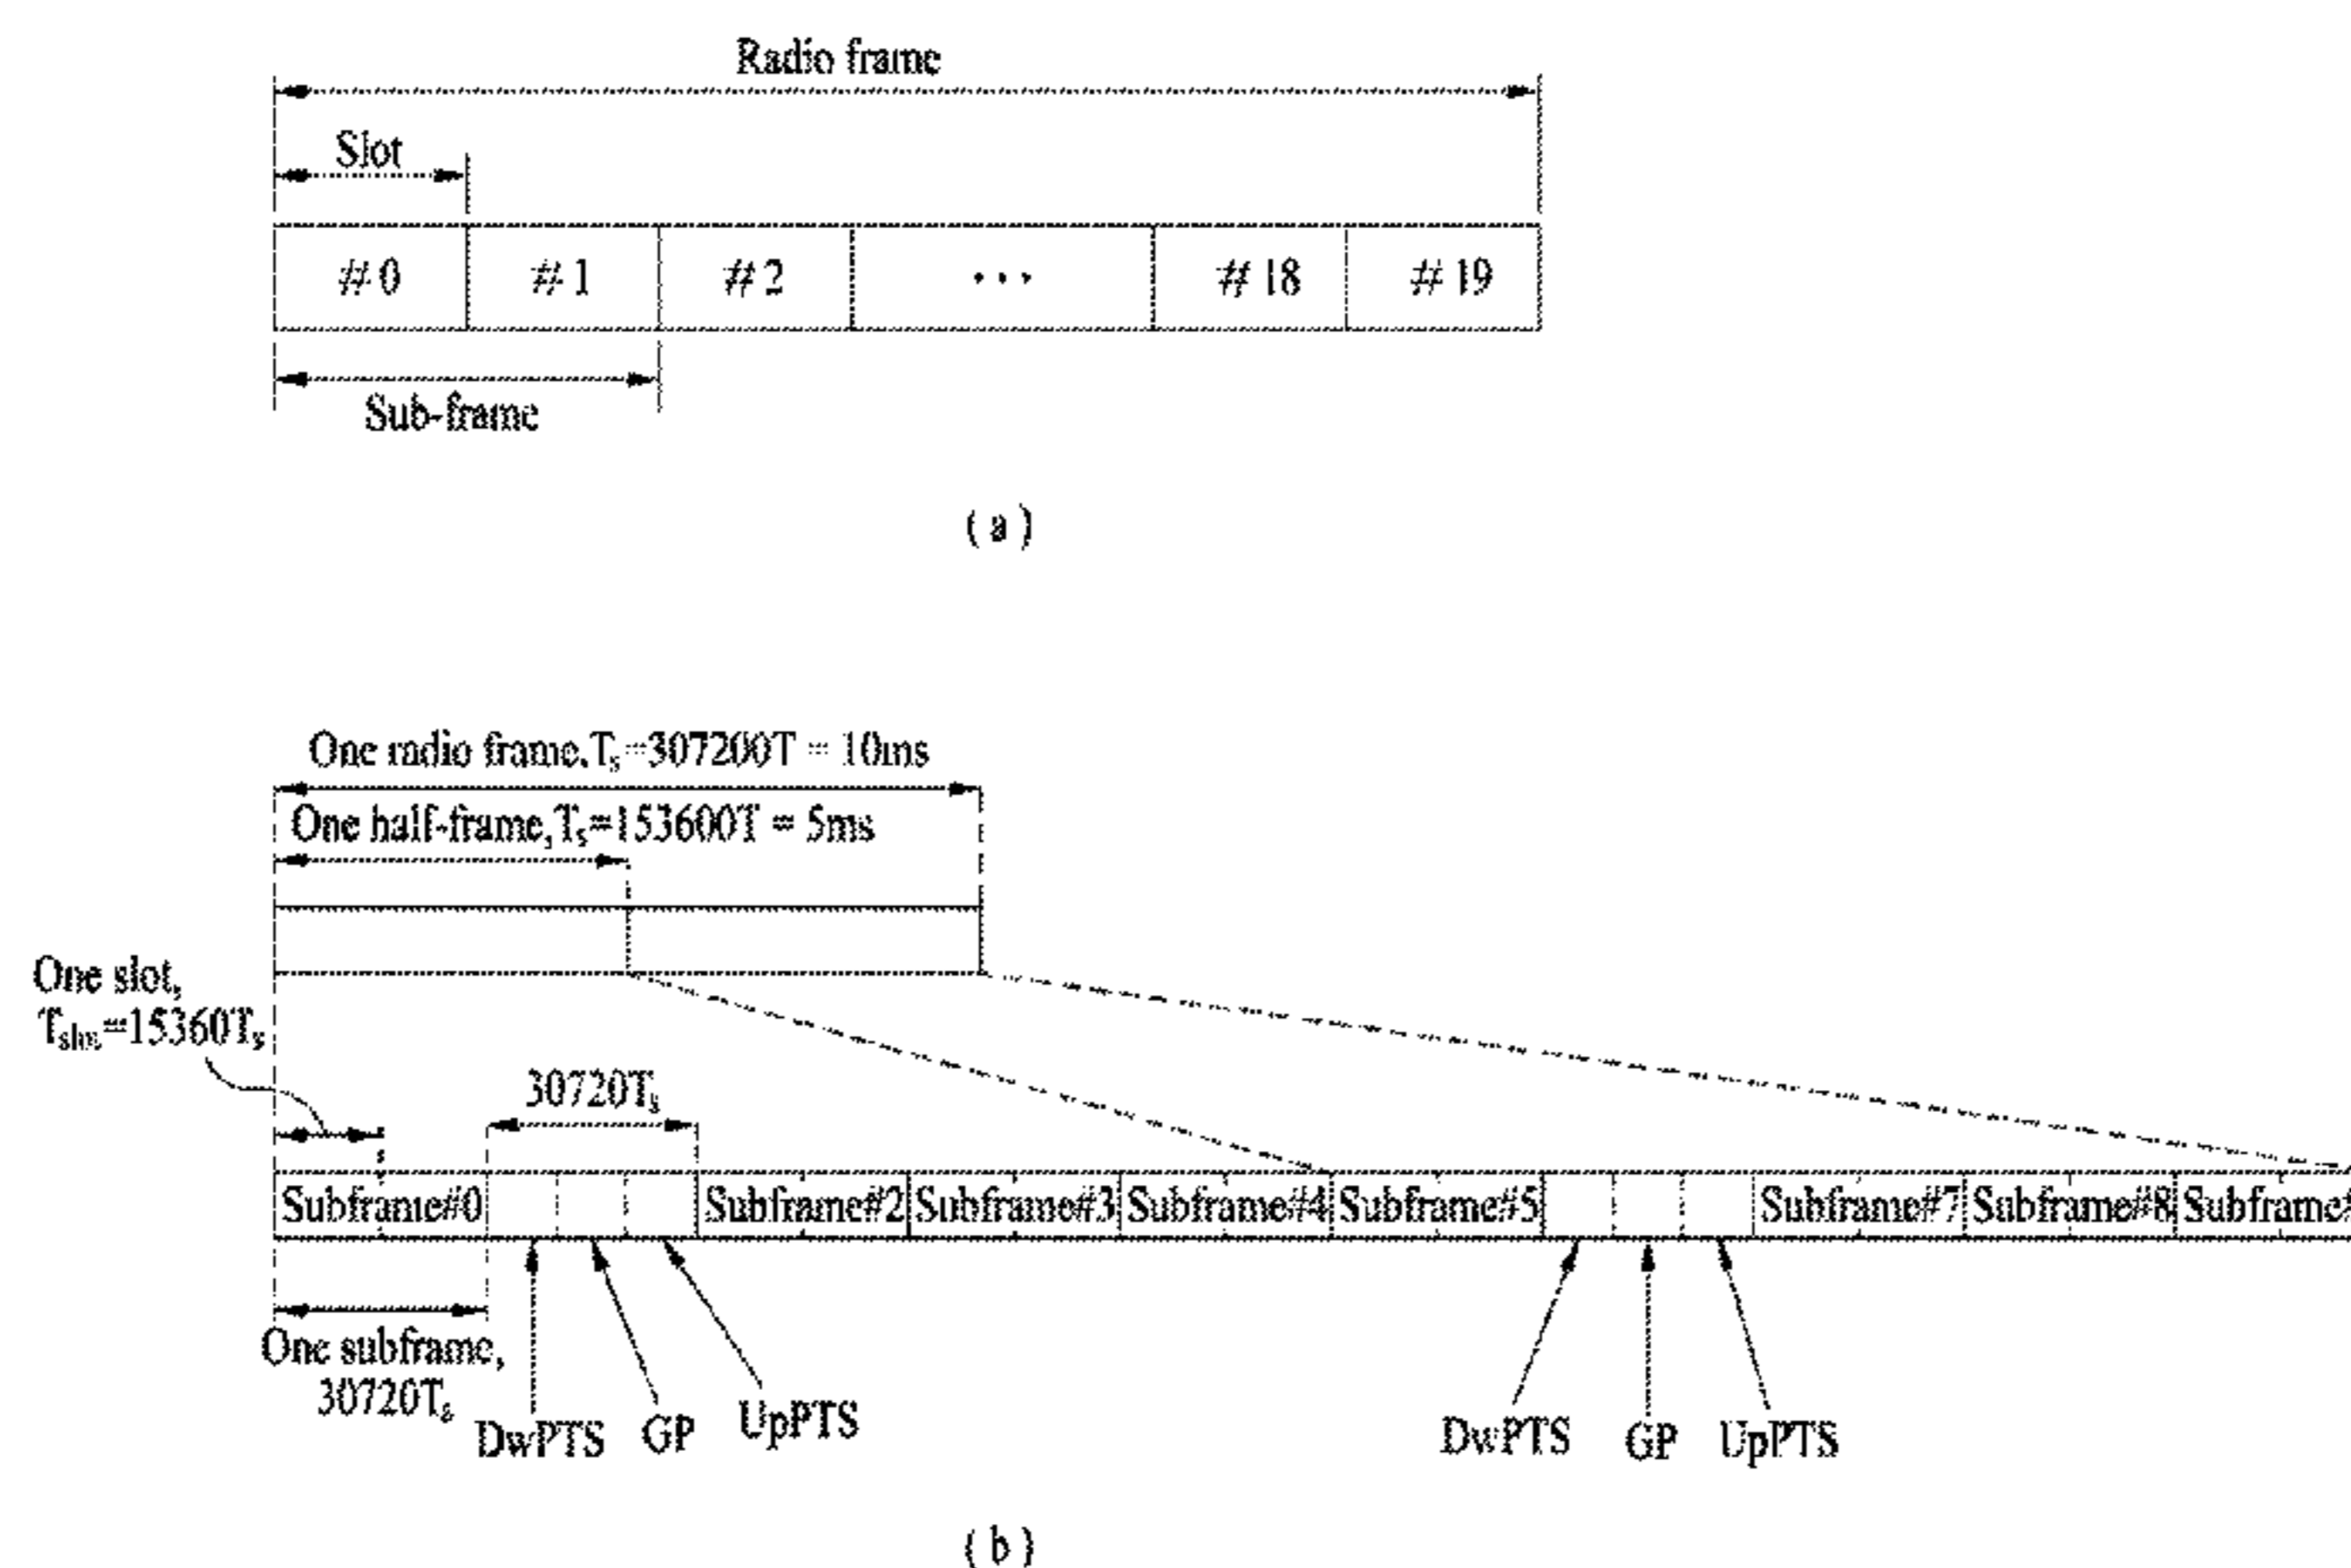 Radio frame
Slot
# 0 # 1 # 2 ··· # 18 # 19
Sub-frame
( a )
One radio frame,Ts=307200T = 10ms
One half-frame,Ts=153600T = 5ms
One slot,
=15360Ts
30720Ts
Subframe#0 Subframe#2 Subframe#3 Subframe#4 Subframe#5 Subframe#7 Subframe#8 Subframe#
One subframe,
30720Ts
DwPTS GP UpPTS DwPTS GP UpPTS
( b )